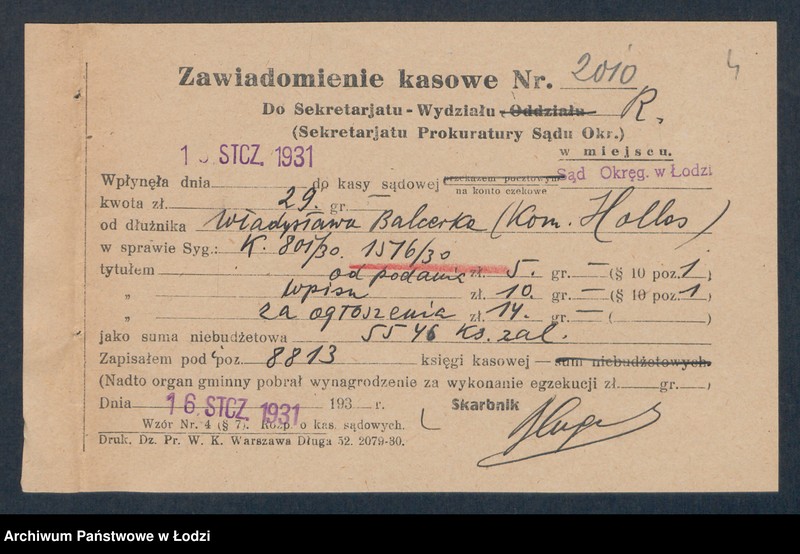 4
Zawiadomienie kasowe Nr. 2010
Do Sekretarjatu - Wydziału - Oddziału R.
(Sekretarjatu Prokuratury Sądu Okr.)
w miejscu.
STCZ. 1931
Sąd Okręg. w Łodzi
Wpłynęła dnia do kasy sądowej przekazem pocztowym
na konto czekowe
kwota zł. 29. gr. —
od dłużnika Władysława Balcerka (Kom. Holles)
w sprawie Syg.: K. 801/30. 1576/30
tytułem od podania zł. 5. gr. — (§ 10 poz. 1)
„ wpisu zł. 10. gr. — (§ 10 poz. 1)
„ za ogłoszenia zł. 14. gr. — ( )
jako suma niebudżetowa 5546 Ks. zal.
Zapisałem pod poz. 8813 księgi kasowej — sum niebudżetowych.
(Nadto organ gminny pobrał wynagrodzenie za wykonanie egzekucji zł. gr. )
Dnia 16 STCZ. 1931 193 r. Skarbnik
Wzór Nr. 4 (§ 7). Rozp. o kas. sądowych.
Druk. Dz. Pr. W. K. Warszawa Długa 52. 2079-30.
Archiwum Państwowe w Łodzi